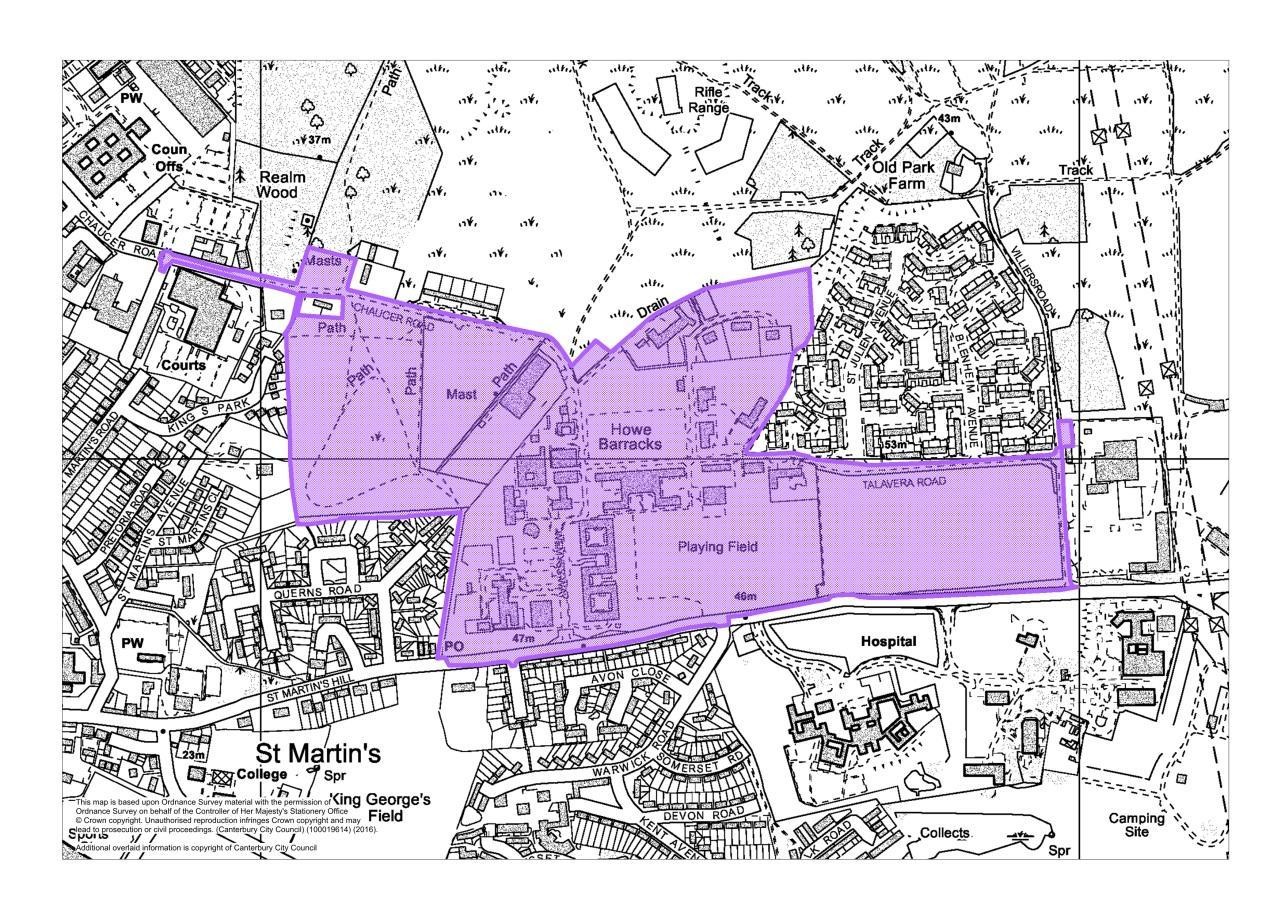 MILI
PW
Path
Rifle
Range
Track
43m
37m
Coun
Offs
Track
Realm
Wood
Old Park
Farm
Track
CHAUCER ROAD
Masts
VILLIERS ROAD
Drain
CHAUCER ROAD
Path
ST JULIEN AVENUE
BLENHEIM AVENUE
Courts
Path
Path
Path
Mast
KING S PARK
MARTIN'S ROAD
Howe
Barracks
53m
TALAVERA ROAD
PRETORIA ROAD
ST MARTINS AVENUE
ST MARTINS CL
Playing Field
QUERNS ROAD
46m
47m
PO
PW
Hospital
ST MARTIN'S HILL
AVON CLOSE
23m
St Martin's
WARWICK ROAD
SOMERSET RD
College
Spr
King George's
Field
DEVON ROAD
KENT AVEN
Collects
Camping
Site
Spr
Sports
This map is based upon Ordnance Survey material with the permission of
Ordnance Survey on behalf of the Controller of Her Majesty's Stationery Office
© Crown copyright. Unauthorised reproduction infringes Crown copyright and may
lead to prosecution or civil proceedings. (Canterbury City Council) (100019614) (2016).
Additional overlaid information is copyright of Canterbury City Council